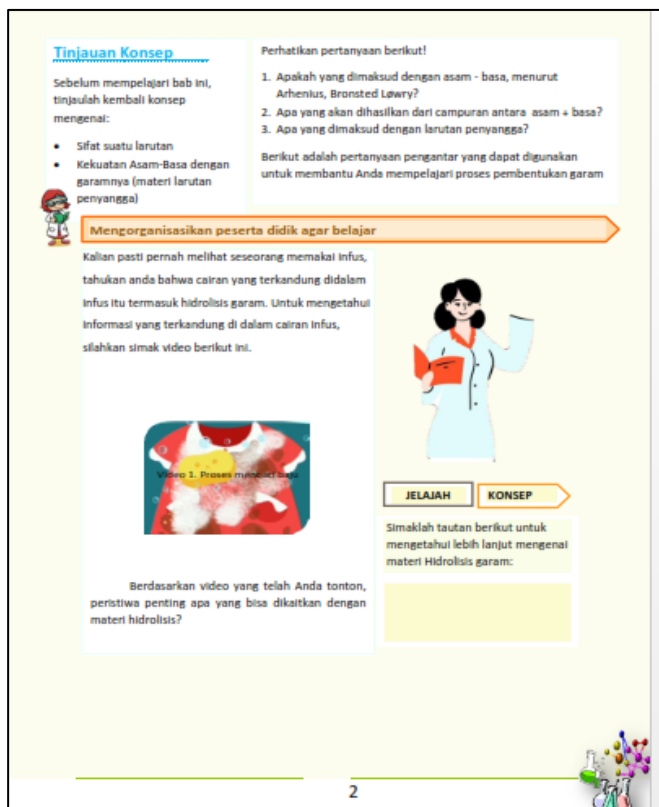 Tinjauan Konsep
Sebelum mempelajari bab ini,
tinjaulah kembali konsep
mengenai:
• Sifat suatu larutan
• Kekuatan Asam-Basa dengan
garamnya (materi larutan
penyangga)
Perhatikan pertanyaan berikut!
1. Apakah yang dimaksud dengan asam - basa, menurut
Arhenius, Bronsted Løwry?
2. Apa yang akan dihasilkan dari campuran antara asam + basa?
3. Apa yang dimaksud dengan larutan penyangga?
Berikut adalah pertanyaan pengantar yang dapat digunakan
untuk membantu Anda mempelajari proses pembentukan garam
Mengorganisasikan peserta didik agar belajar
Kalian pasti pernah melihat seseorang memakai infus,
tahukan anda bahwa cairan yang terkandung didalam
infus itu termasuk hidrolisis garam. Untuk mengetahui
informasi yang terkandung di dalam cairan infus,
silahkan simak video berikut ini.
Video 1. Proses mencuci baju
Berdasarkan video yang telah Anda tonton,
peristiwa penting apa yang bisa dikaitkan dengan
materi hidrolisis?
JELAJAH KONSEP
Simaklah tautan berikut untuk
mengetahui lebih lanjut mengenai
materi Hidrolisis garam:
2